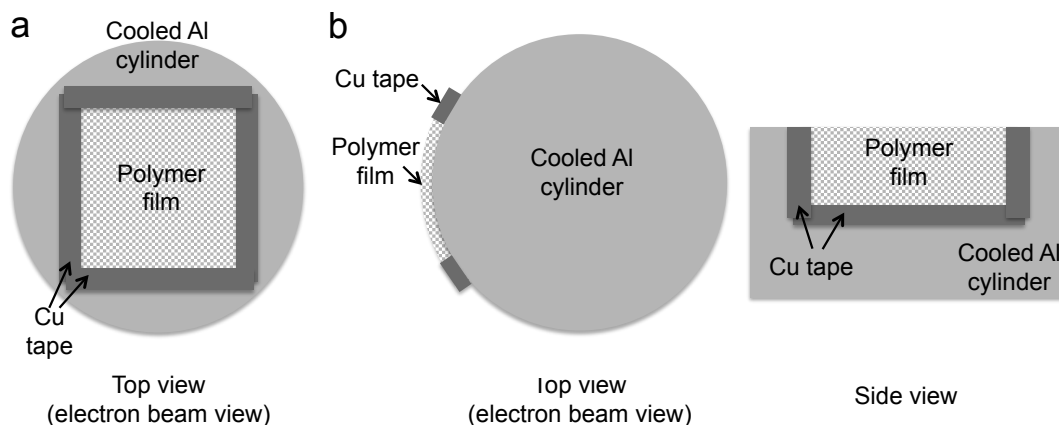 a
Cooled Al
cylinder
Polymer
film
Cu
tape
Top view
(electron beam view)
b
Cu tape
Polymer
film
Cooled Al
cylinder
Top view
(electron beam view)
Polymer
film
Cu tape
Cooled Al
cylinder
Side view